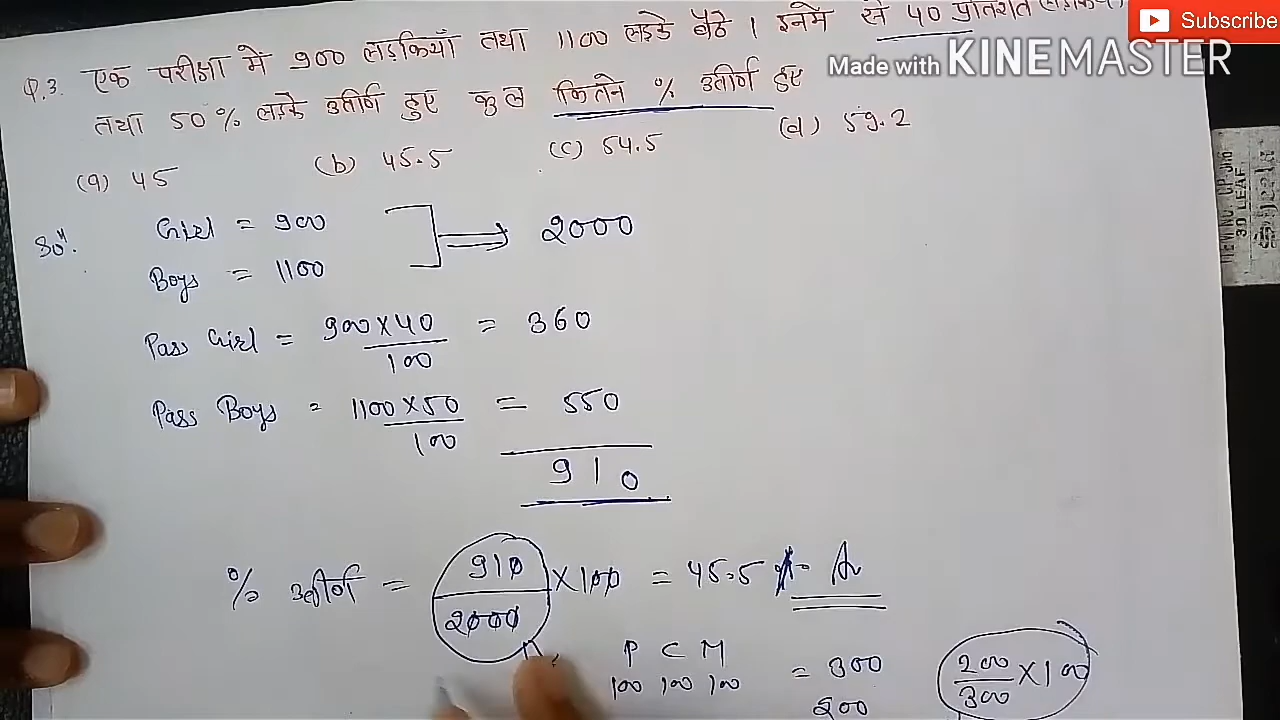 Subscribe
Made with KINEMASTER
Q.3. एक परीक्षा में 900 लड़कियाँ तथा 1100 लड़के बैठे । इनमें से 40 प्रतिशत
तथा 50% लड़के उत्तीर्ण हुए कुल कितने % उत्तीर्ण हुए
(a) 45 (b) 45.5 (c) 54.5 (d) 59.2
Solⁿ. Girl = 900
Boys = 1100
⇒ 2000
Pass Girl = 900×40/100 = 360
Pass Boys = 1100×50/100 = 550
910
% उत्तीर्ण = 910/2000 ×100 = 45.5 %
P C M
100 100 100 = 300
200
200/300 ×100
30 LEAF,